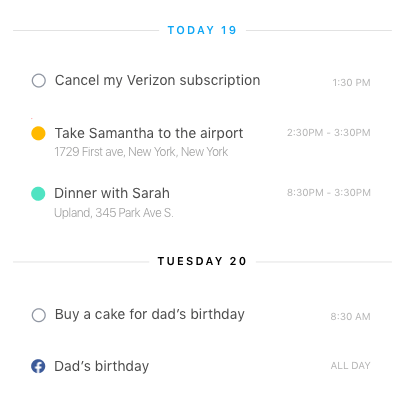 TODAY 19
Cancel my Verizon subscription 1:30 PM
Take Samantha to the airport 2:30PM - 3:30PM
1729 First ave, New York, New York
Dinner with Sarah 8:30PM - 3:30PM
Upland, 345 Park Ave S.
TUESDAY 20
Buy a cake for dad’s birthday 8:30 AM
Dad’s birthday ALL DAY